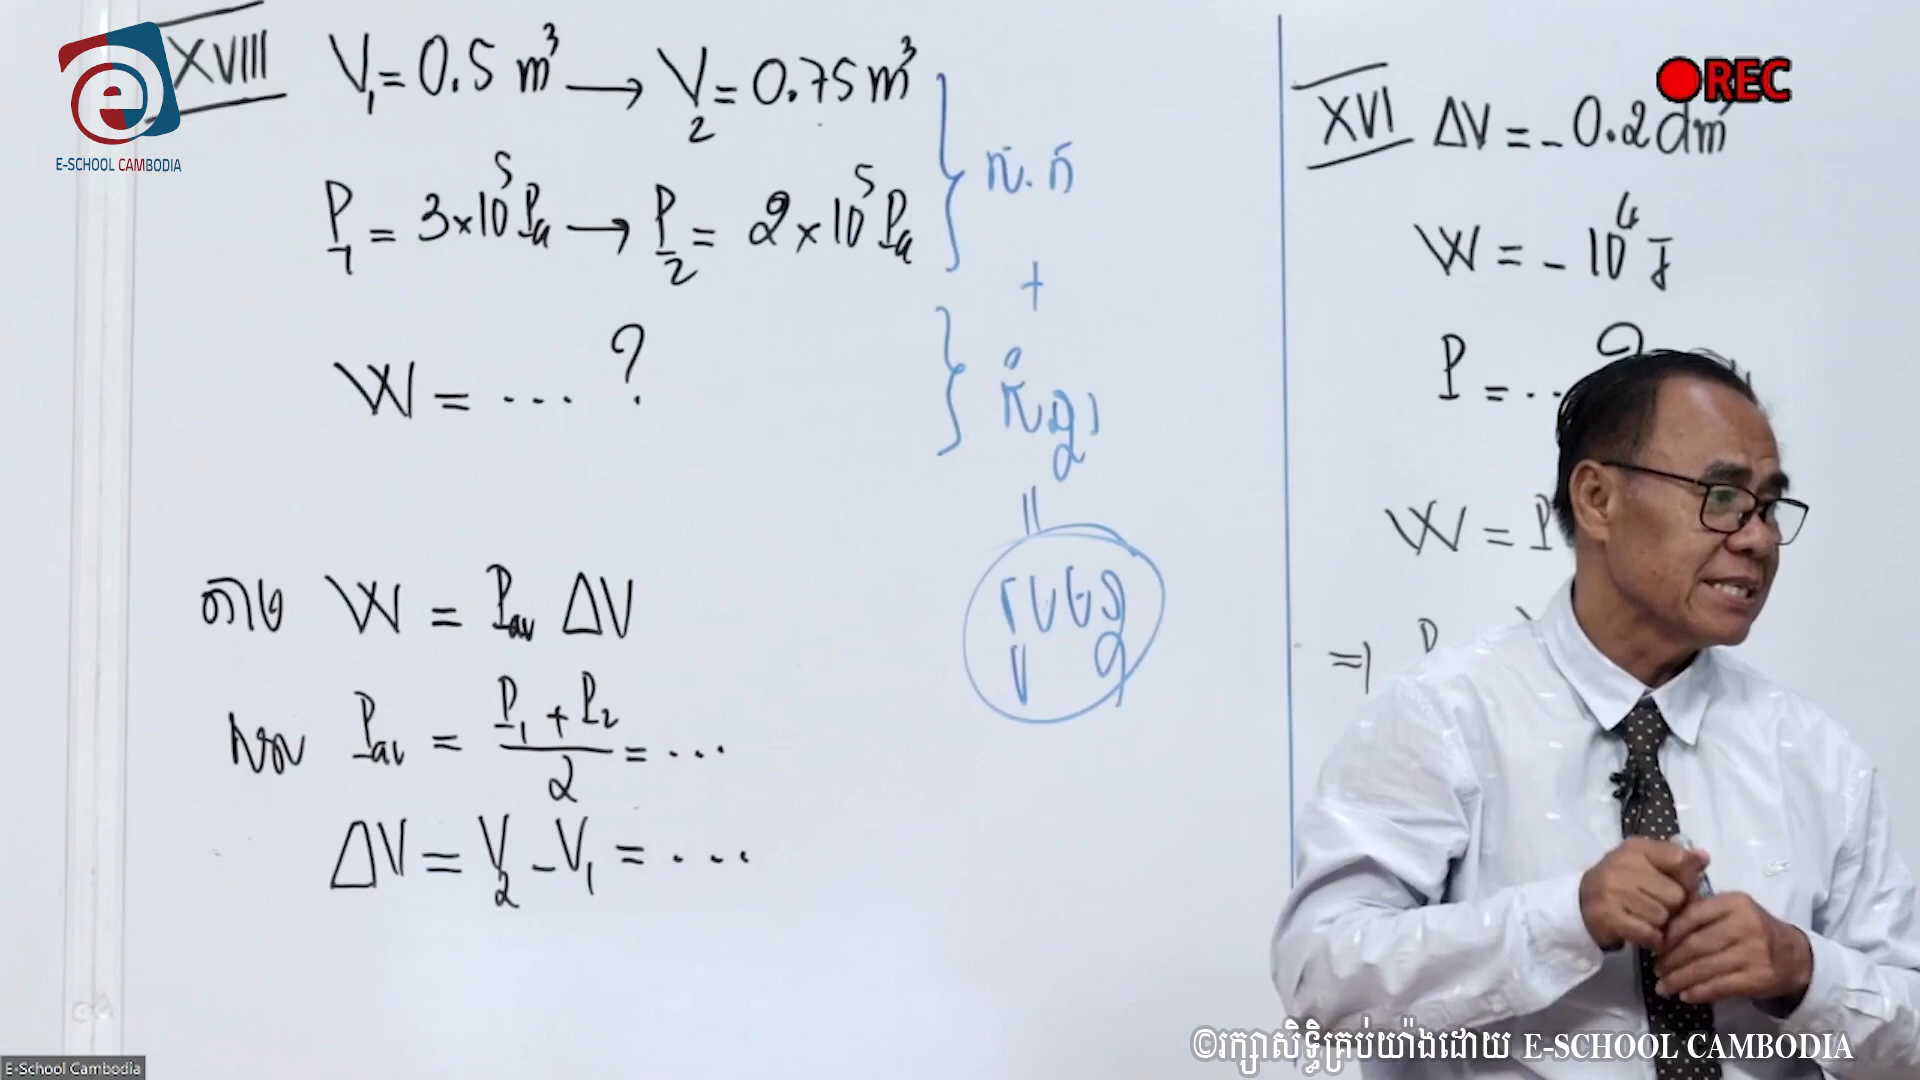 XVIII V₁ = 0.5 m³ → V₂ = 0.75 m³
P₁ = 3×10⁵ Pa → P₂ = 2×10⁵ Pa
W = ... ?
តាម W = Pav ΔV
ដោយ Pav = (P₁ + P₂)/2 = ...
ΔV = V₂ - V₁ = ...
+
=
XVI ΔV = -0.2 dm³
W = -10⁴ J
P = ...
W = P
⇒ P
REC
e
E-SCHOOL CAMBODIA
E-School Cambodia
©រក្សាសិទ្ធិគ្រប់យ៉ាងដោយ E-SCHOOL CAMBODIA